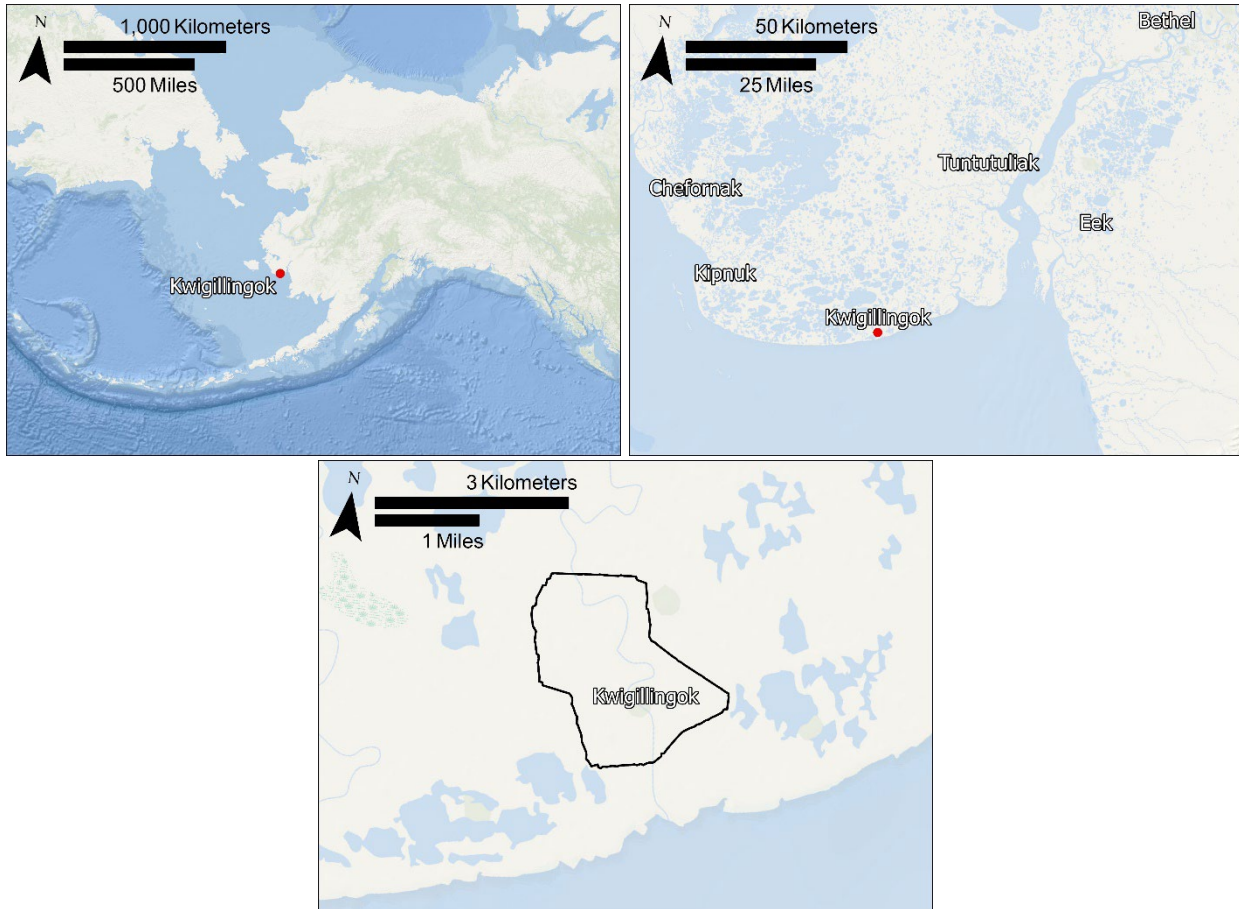 N
1,000 Kilometers
500 Miles
Kwigillingok
N
50 Kilometers
25 Miles
Bethel
Tuntutuliak
Chefornak
Eek
Kipnuk
Kwigillingok
N
3 Kilometers
1 Miles
Kwigillingok